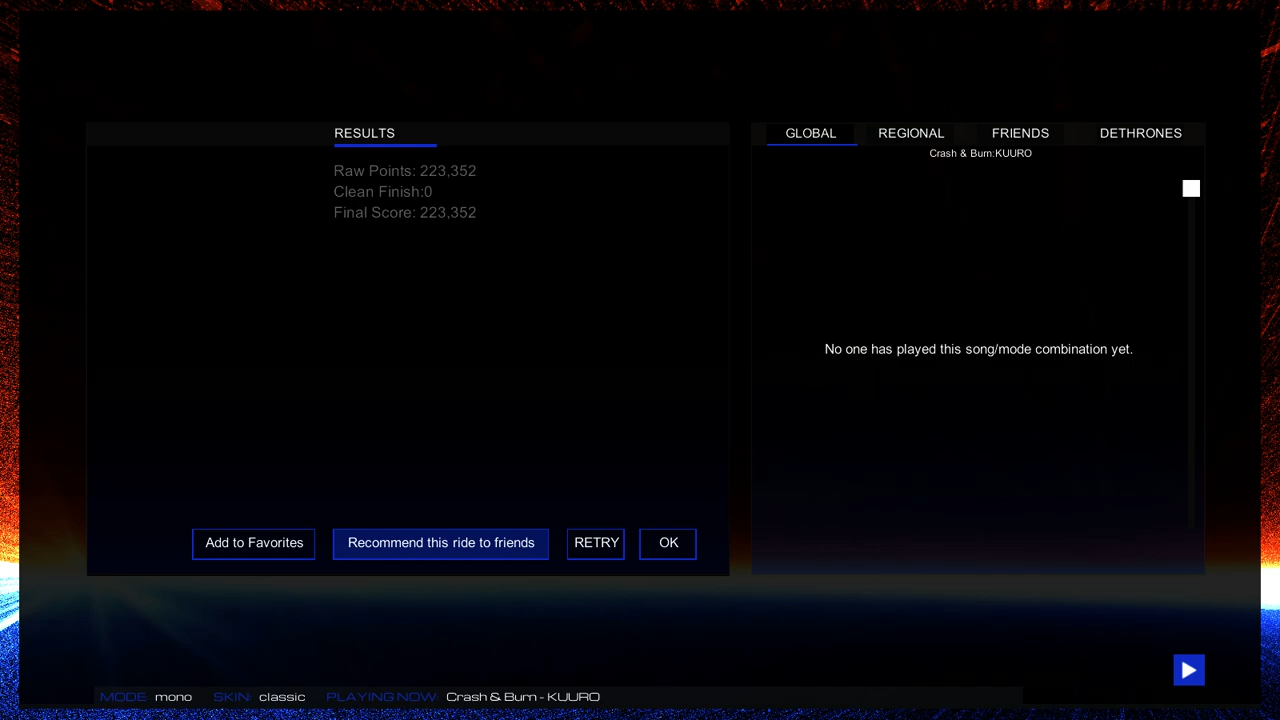 RESULTS
Raw Points: 223,352
Clean Finish:0
Final Score: 223,352
Add to Favorites
Recommend this ride to friends
RETRY
OK
GLOBAL
REGIONAL
FRIENDS
DETHRONES
Crash & Burn:KUURO
No one has played this song/mode combination yet.
MODE: mono SKIN: classic PLAYING NOW: Crash & Burn - KUURO